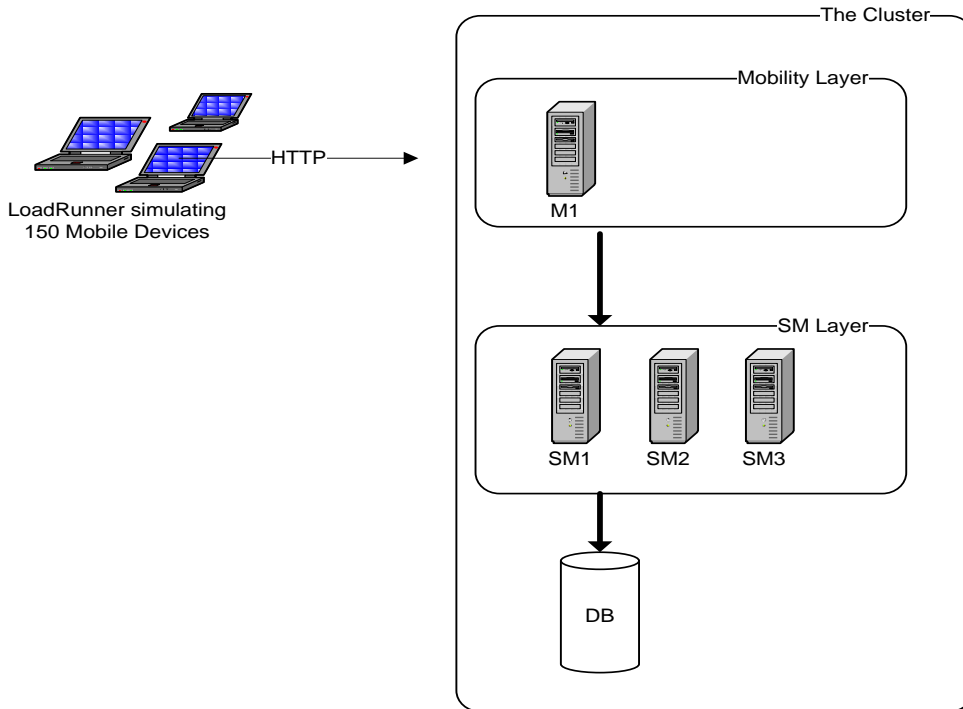 The Cluster
Mobility Layer
HTTP
M1
LoadRunner simulating
150 Mobile Devices
SM Layer
SM1 SM2 SM3
DB